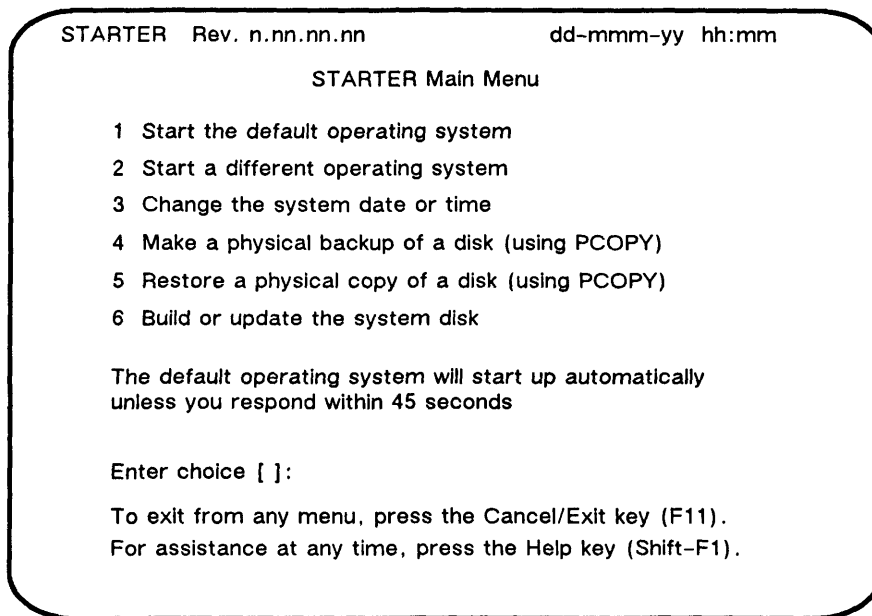 STARTER Rev. n.nn.nn.nn dd-mmm-yy hh:mm
STARTER Main Menu
1 Start the default operating system
2 Start a different operating system
3 Change the system date or time
4 Make a physical backup of a disk (using PCOPY)
5 Restore a physical copy of a disk (using PCOPY)
6 Build or update the system disk
The default operating system will start up automatically
unless you respond within 45 seconds
Enter choice [ ]:
To exit from any menu, press the Cancel/Exit key (F11).
For assistance at any time, press the Help key (Shift-F1).